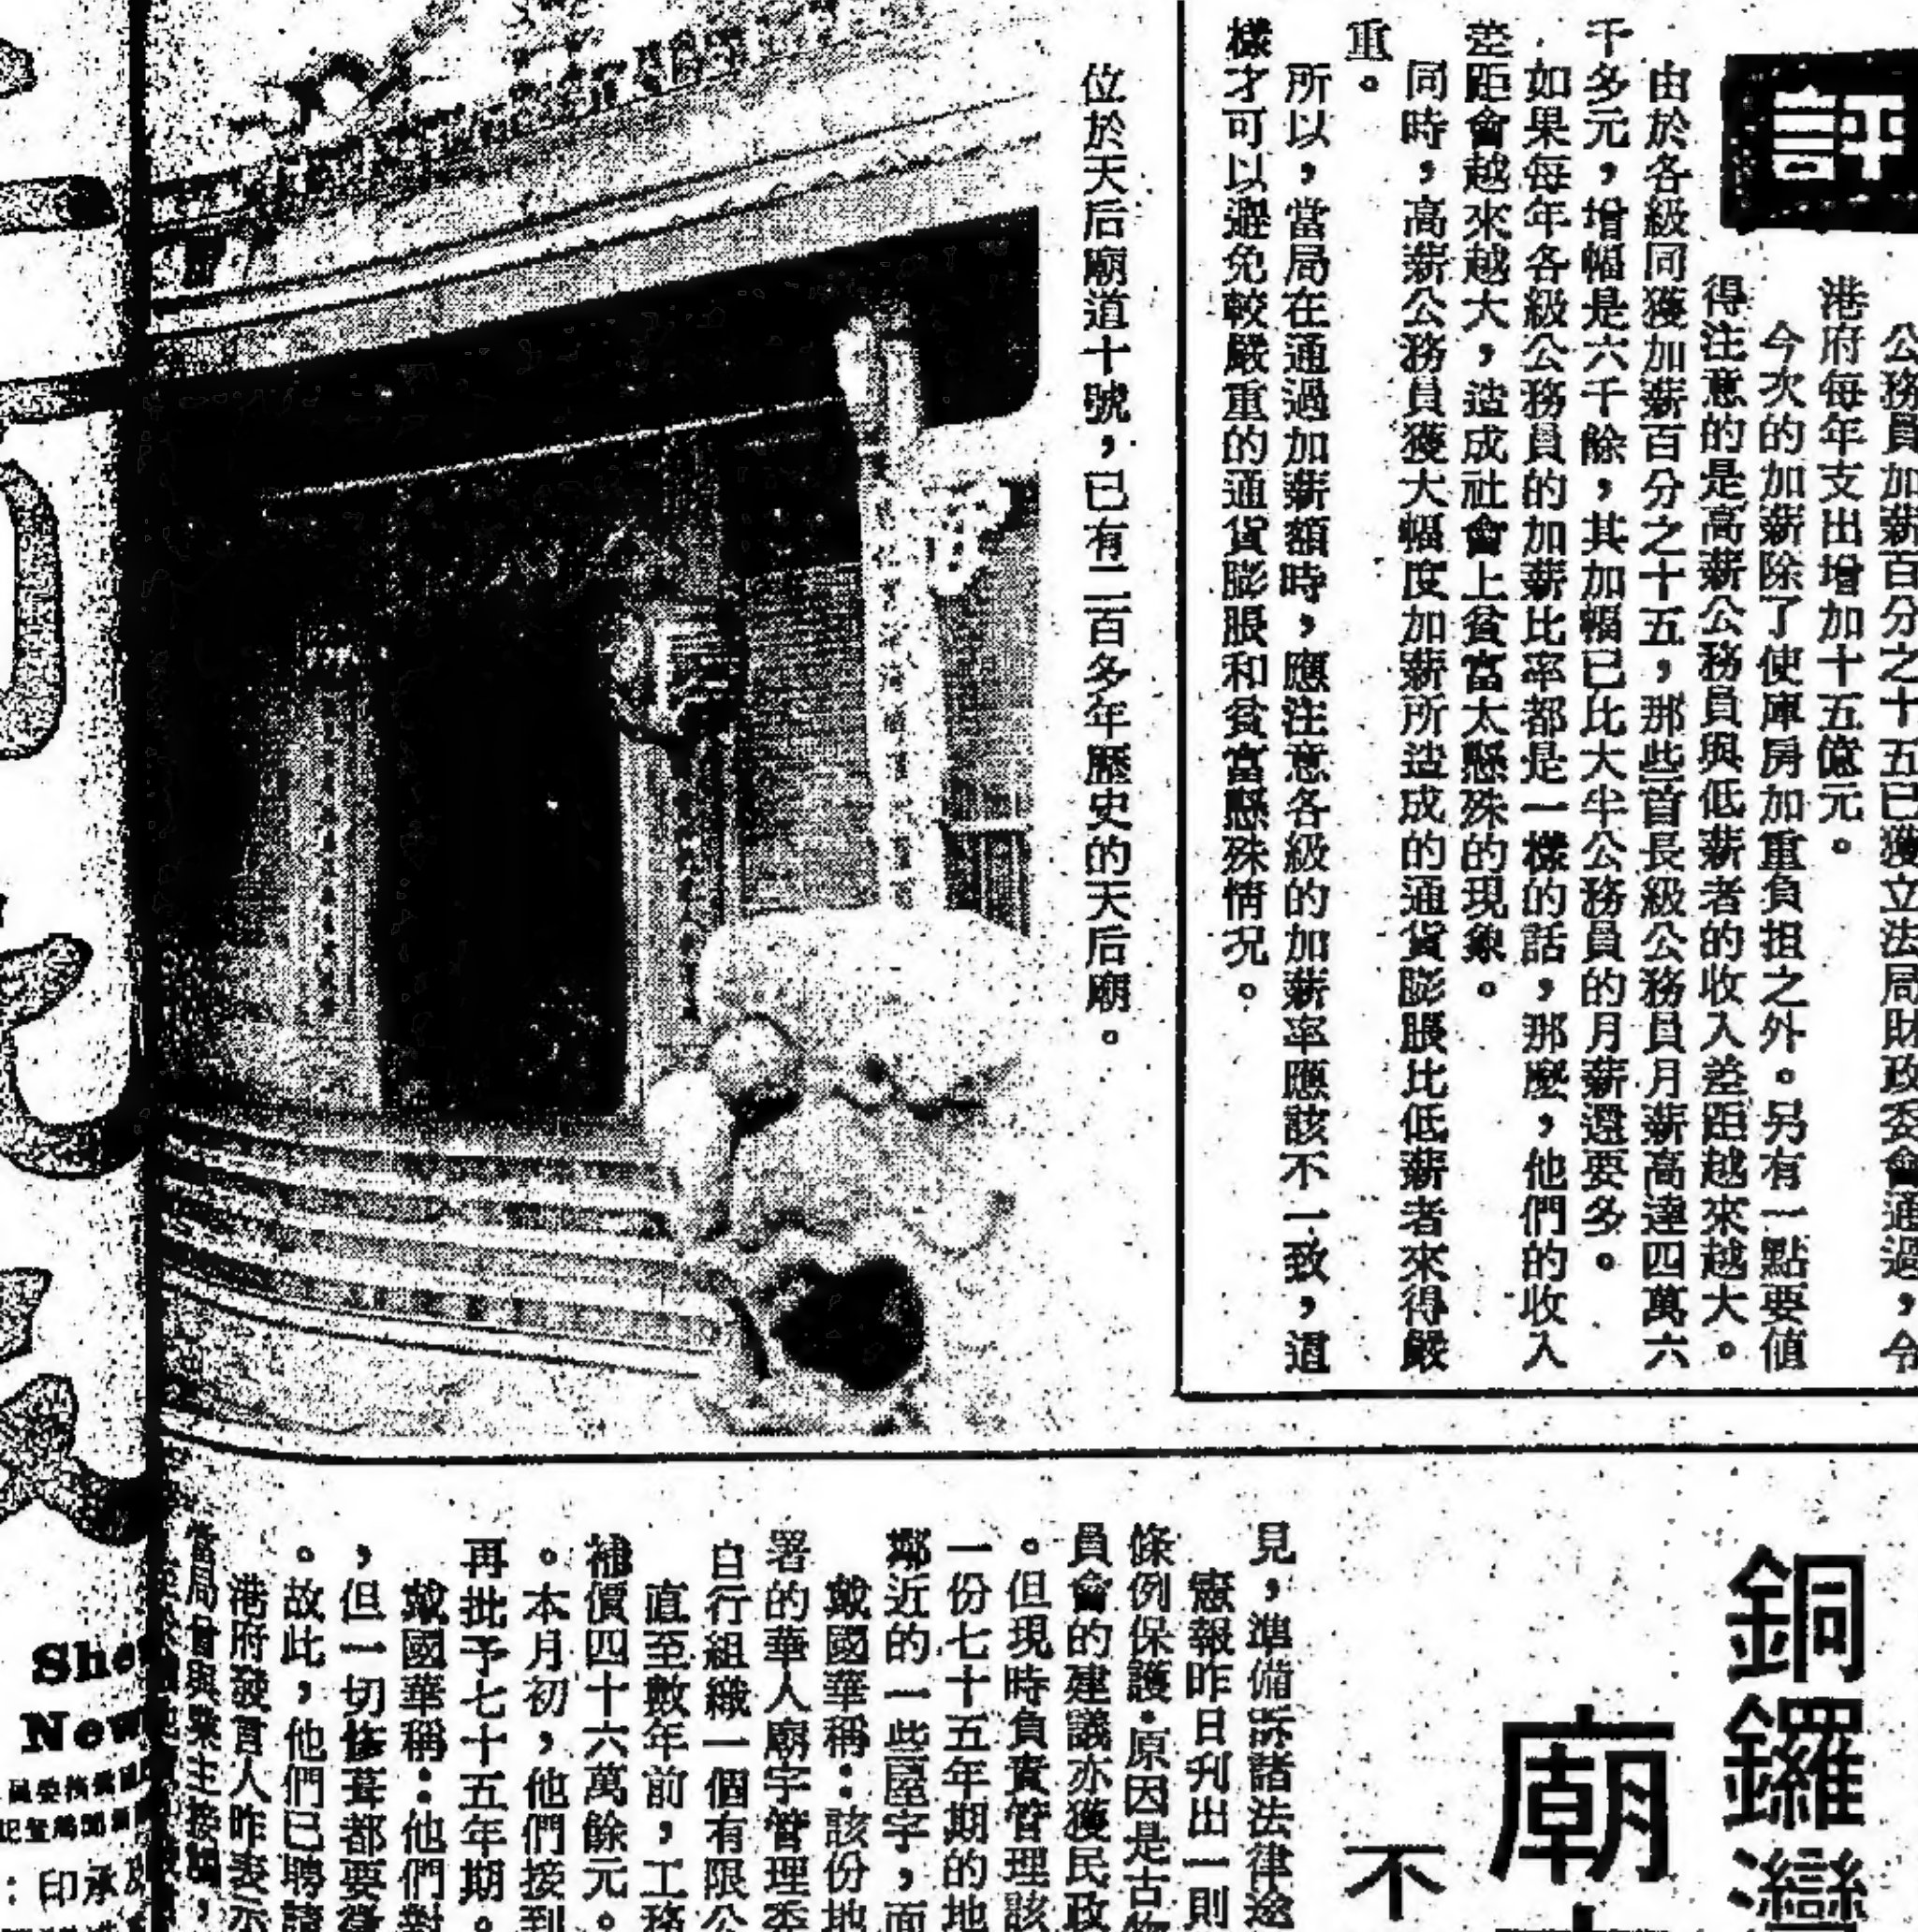 評
公務員加薪百分之十五已獲立法局財政委會通過，令
港府每年支出增加十五億元。
今次的加薪除了使庫房加重負担之外。另有一點要值
得注意的是高薪公務員與低薪者的收入差距越來越大。
由於各級同獲加薪百分之十五，那些首長級公務員月薪高達四萬六
千多元，增幅是六千餘，其加幅已比大半公務員的月薪還要多。
如果每年各級公務員的加薪比率都是一樣的話，那麼，他們的收入
差距會越來越大，造成社會上貧富太懸殊的現象。
同時，高薪公務員獲大幅度加薪所造成的通貨膨脹比低薪者來得嚴
重。
所以，當局在通過加薪額時，應注意各級的加薪率應該不一致，這
樣才可以避免較嚴重的通貨膨脹和貧富懸殊情況。
位於天后廟道十號，已有二百多年歷史的天后廟。
銅鑼灣
廟
不
見，準備訴諸法律途
憲報昨日刊出一則
條例保護．原因是古物
員會的建議亦獲民政
。但現時負責管理該
一份七十五年期的地
鄰近的一些屋宇，面
戴國華稱：該份地
署的華人廟宇管理委
自行組織一個有限公
直至數年前，工務
補價四十六萬餘元。
。本月初，他們接到
再批予七十五年期。
戴國華稱：他們對
，但一切修葺都要徵
。故此，他們已聘請
港府發言人昨表示
當局曾與業主接觸，
New
：印承